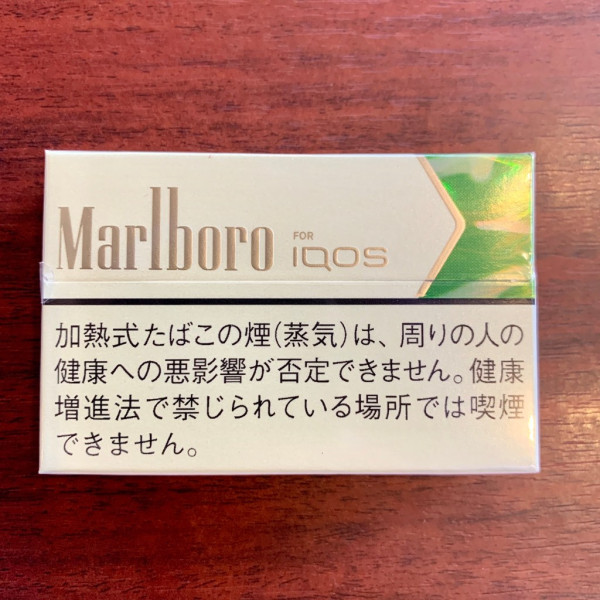 Marlboro FOR IQOS
加熱式たばこの煙(蒸気)は、周りの人の
健康への悪影響が否定できません。健康
増進法で禁じられている場所では喫煙
できません。